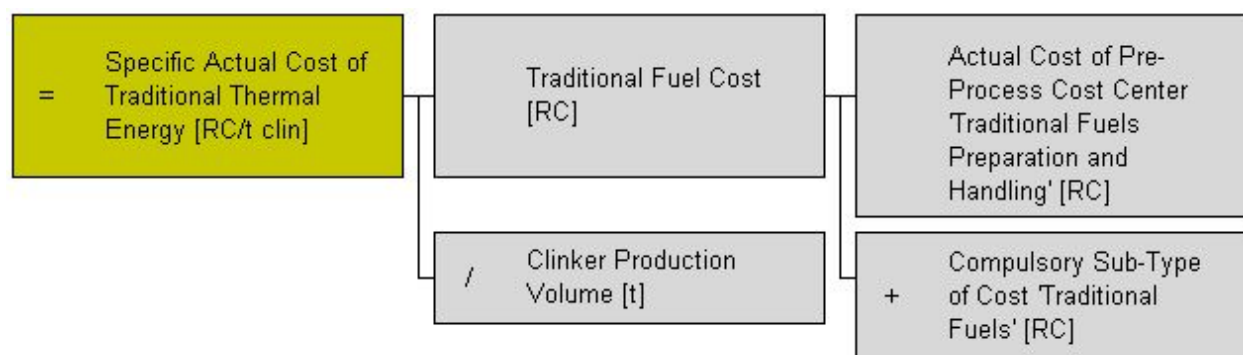 =
Specific Actual Cost of
Traditional Thermal
Energy [RC/t clin]
Traditional Fuel Cost
[RC]
Actual Cost of Pre-
Process Cost Center
'Traditional Fuels
Preparation and
Handling' [RC]
/
Clinker Production
Volume [t]
+
Compulsory Sub-Type
of Cost 'Traditional
Fuels' [RC]